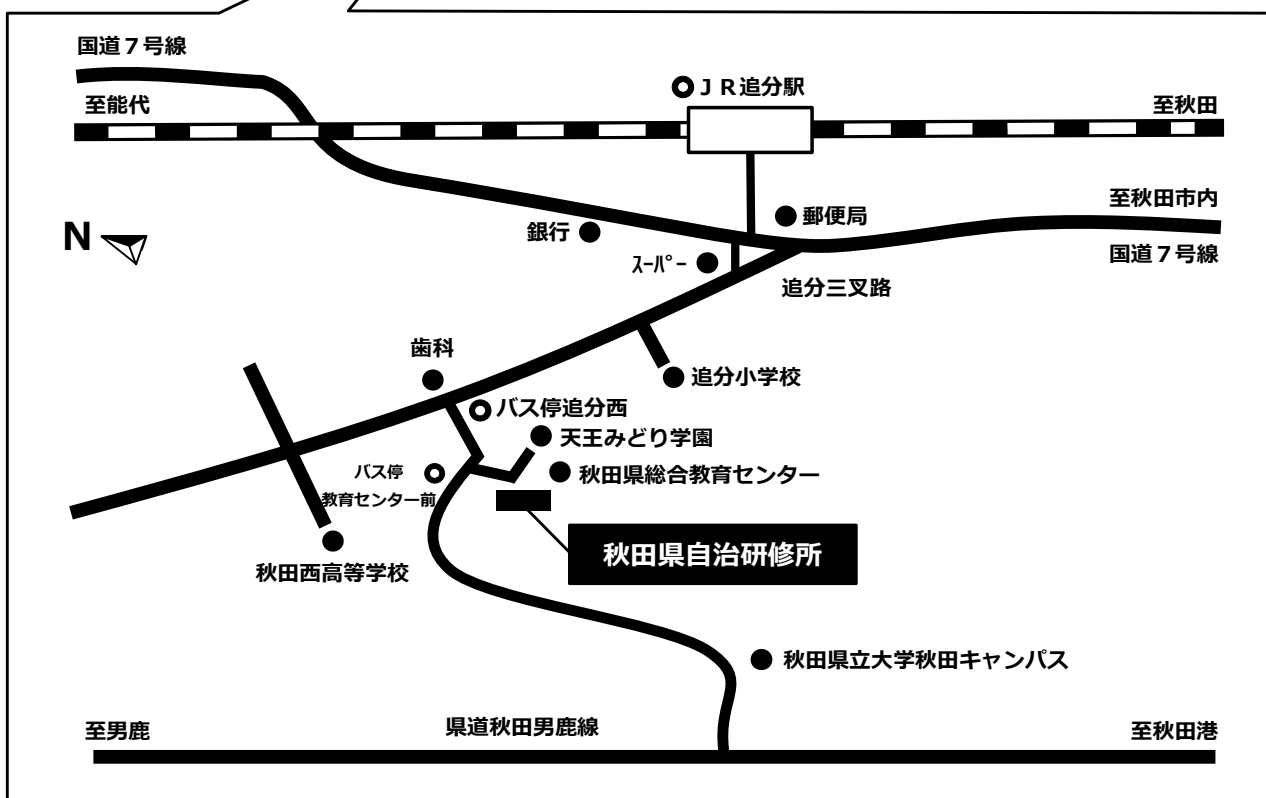 国道７号線
ＪＲ追分駅
至能代
至秋田
至秋田市内
郵便局
銀行
N
国道７号線
ｽｰﾊﾟｰ
追分三叉路
歯科
追分小学校
バス停追分西
天王みどり学園
バス停
教育センター前
秋田県総合教育センター
秋田県自治研修所
秋田西高等学校
秋田県立大学秋田キャンパス
至男鹿
県道秋田男鹿線
至秋田港